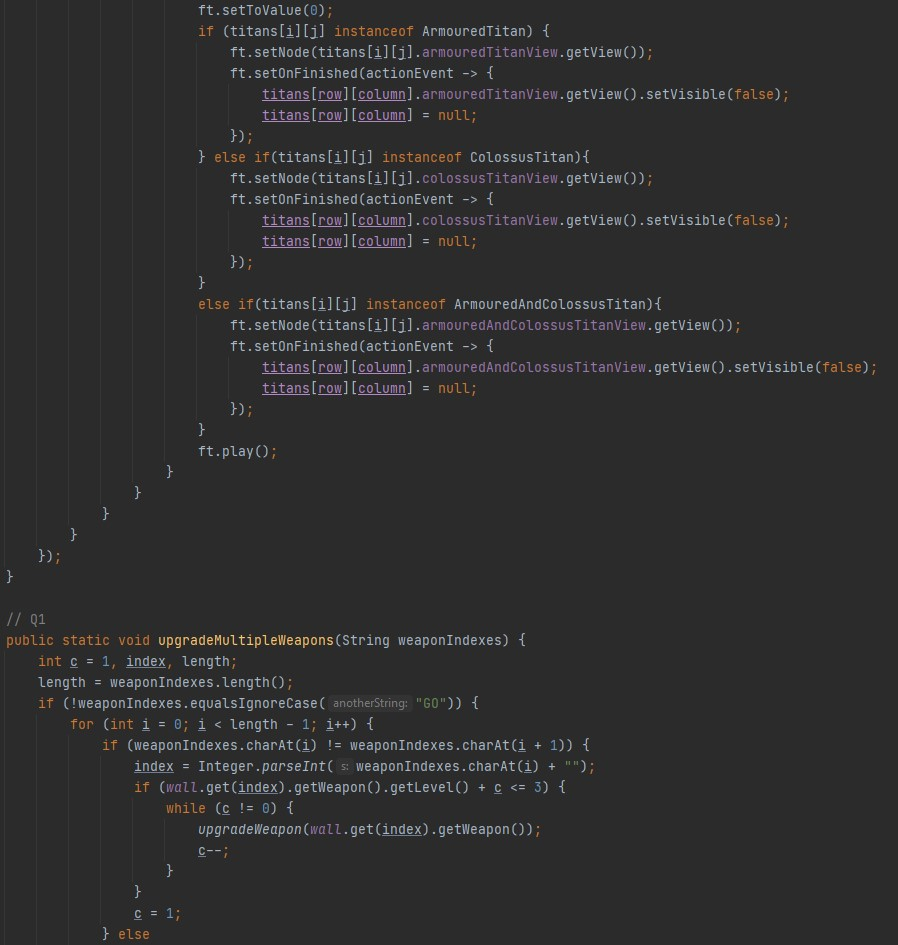 ft.setToValue(0);
if (titans[i][j] instanceof ArmouredTitan) {
ft.setNode(titans[i][j].armouredTitanView.getView());
ft.setOnFinished(actionEvent -> {
titans[row][column].armouredTitanView.getView().setVisible(false);
titans[row][column] = null;
});
} else if(titans[i][j] instanceof ColossusTitan){
ft.setNode(titans[i][j].colossusTitanView.getView());
ft.setOnFinished(actionEvent -> {
titans[row][column].colossusTitanView.getView().setVisible(false);
titans[row][column] = null;
});
}
else if(titans[i][j] instanceof ArmouredAndColossusTitan){
ft.setNode(titans[i][j].armouredAndColossusTitanView.getView());
ft.setOnFinished(actionEvent -> {
titans[row][column].armouredAndColossusTitanView.getView().setVisible(false);
titans[row][column] = null;
});
}
ft.play();
}
}
}
}
});
}
// Q1
public static void upgradeMultipleWeapons(String weaponIndexes) {
int c = 1, index, length;
length = weaponIndexes.length();
if (!weaponIndexes.equalsIgnoreCase( anotherString: "GO")) {
for (int i = 0; i < length - 1; i++) {
if (weaponIndexes.charAt(i) != weaponIndexes.charAt(i + 1)) {
index = Integer.parseInt( s: weaponIndexes.charAt(i) + "");
if (wall.get(index).getWeapon().getLevel() + c <= 3) {
while (c != 0) {
upgradeWeapon(wall.get(index).getWeapon());
c--;
}
}
c = 1;
} else